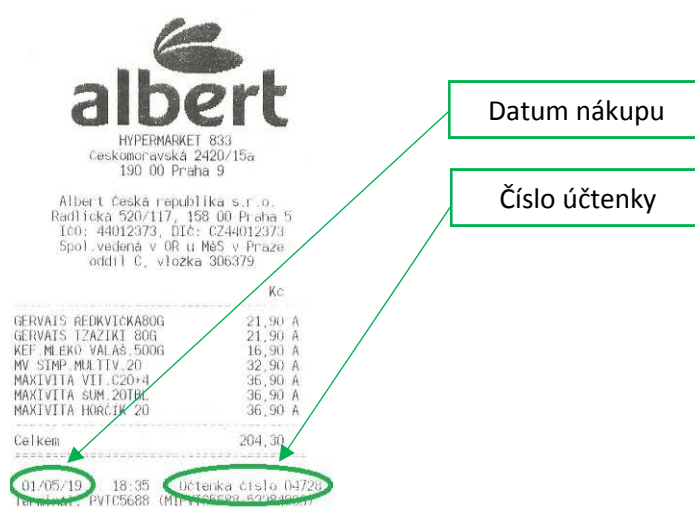 albert
HYPERMARKET 833
Českomoravská 2420/15a
190 00 Praha 9
Albert Česká republika s.r.o.
Radlická 520/117, 158 00 Praha 5
IČO: 44012373, DIČ: CZ44012373
Spol.vedená v OR u MěS v Praze
oddíl C, vložka 306379
Kč
GERVAIS ŘEDKVIČKA80G 21,90 A
GERVAIS TZAZIKI 80G 21,90 A
KEF.MLÉKO VALAŠ.500G 16,90 A
MV SIMP.MULTIV.20 32,90 A
MAXIVITA VIT.C20+4 36,90 A
MAXIVITA ŠUM.20TBL 36,90 A
MAXIVITA HOŘČÍK 20 36,90 A
Celkem 204,30
01/05/19 18:35 Účtenka číslo 04728
Terminál: PVTC5688
Datum nákupu
Číslo účtenky